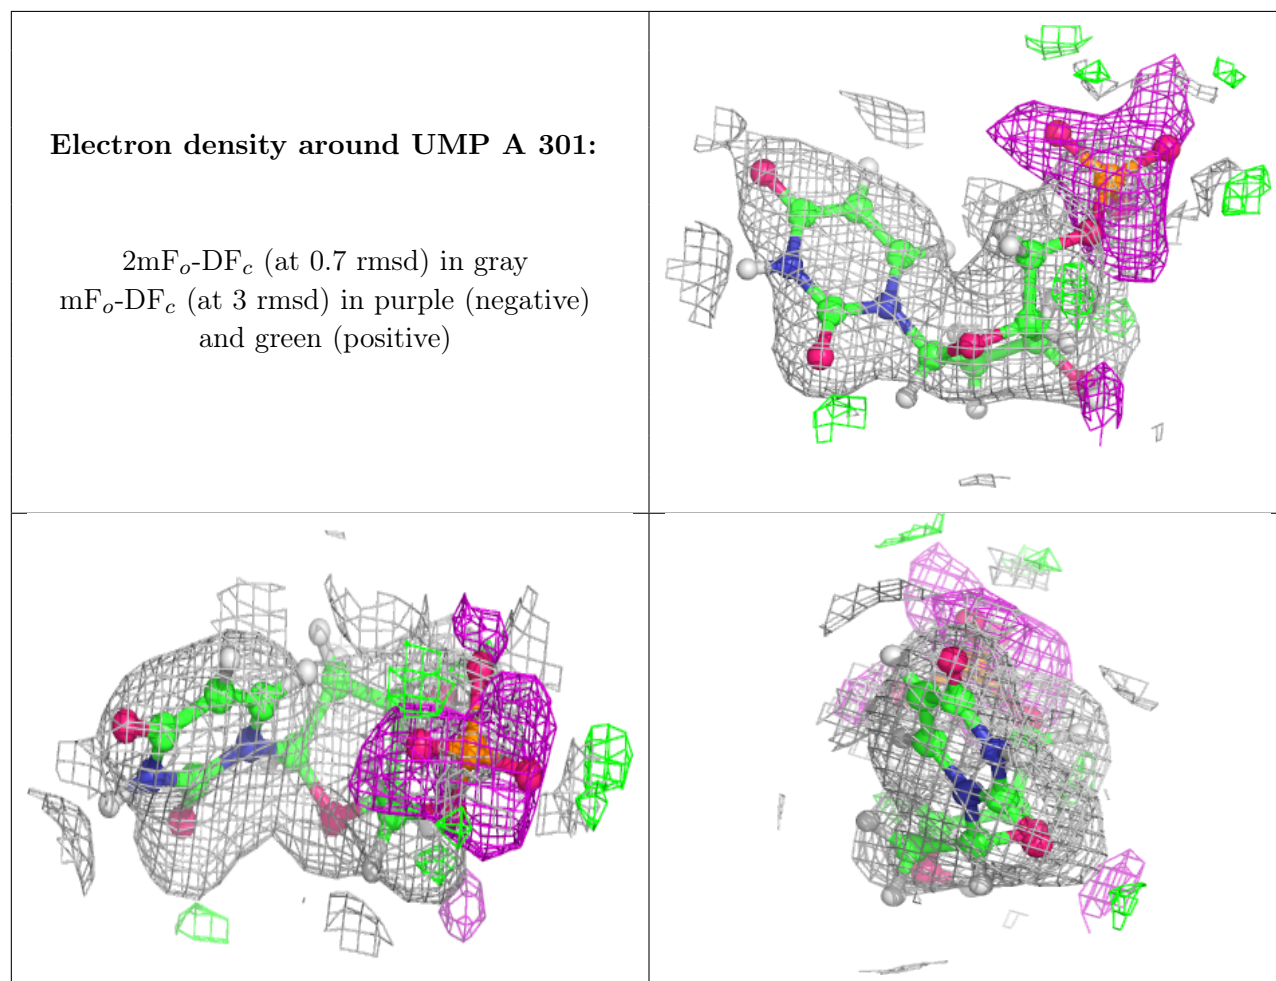 Electron density around UMP A 301:
2mFo-DFc (at 0.7 rmsd) in gray
mFo-DFc (at 3 rmsd) in purple (negative)
and green (positive)